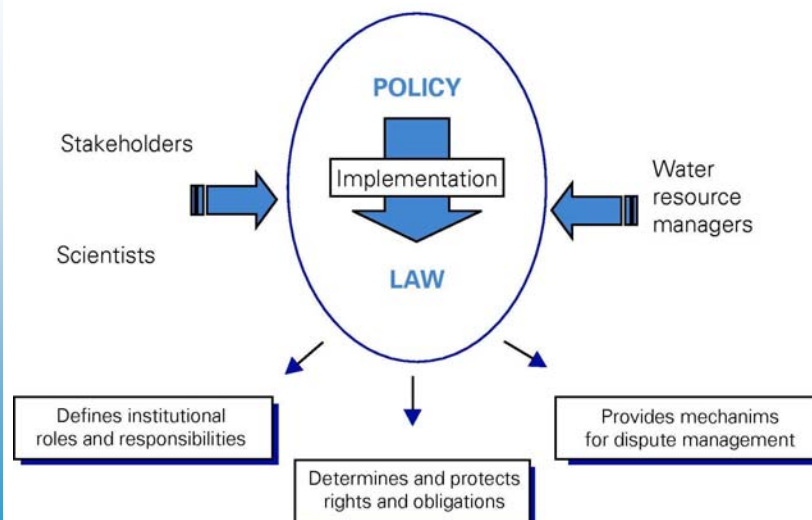 POLICY
Stakeholders
Implementation
Water
resource
managers
Scientists
LAW
Defines institutional
roles and responsibilities
Provides mechanims
for dispute management
Determines and protects
rights and obligations